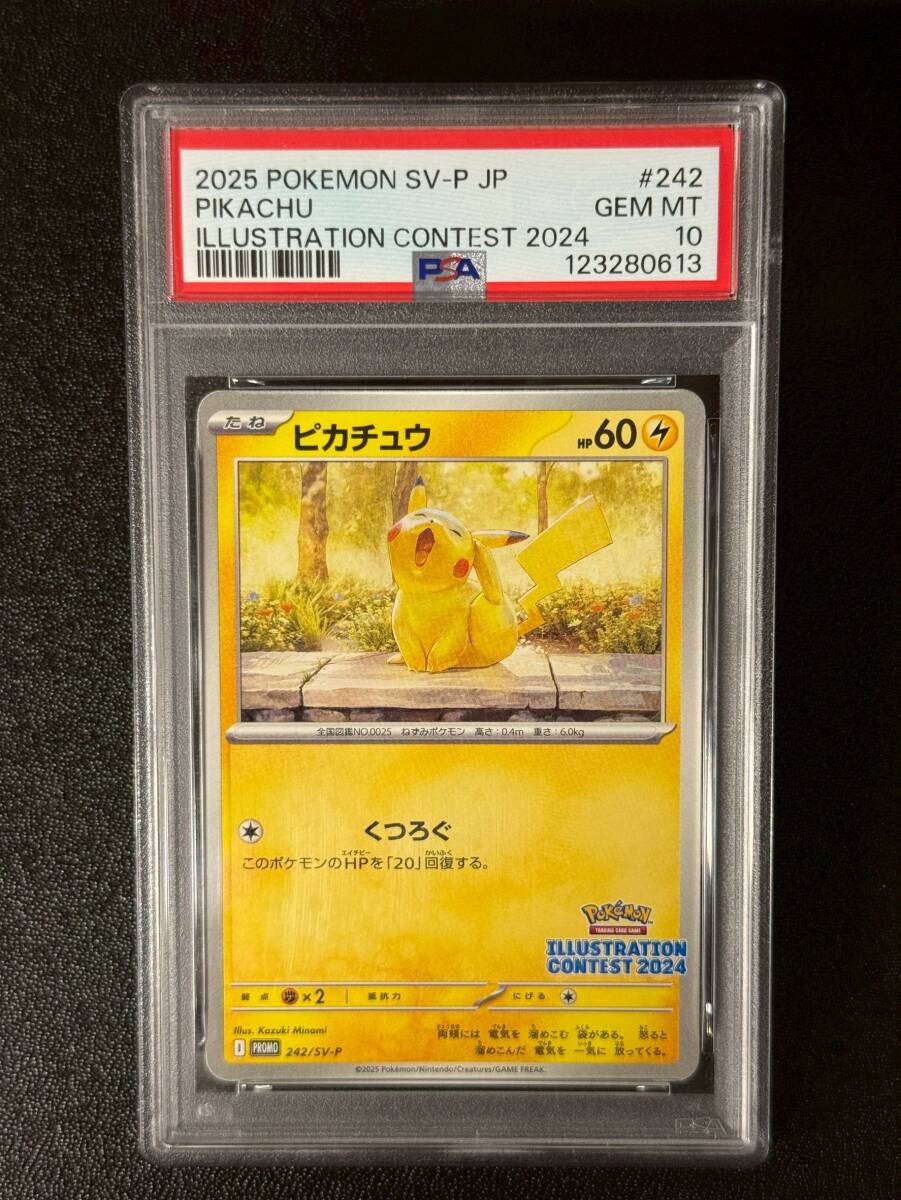 2025 POKEMON SV-P JP #242
PIKACHU GEM MT
ILLUSTRATION CONTEST 2024 10
PSA 123280613
たね ピカチュウ HP60
全国図鑑NO.0025 ねずみポケモン 高さ:0.4m 重さ:6.0kg
くつろぐ
エイチピー かいふく
このポケモンのHPを「20」回復する。
Pokémon
TRADING CARD GAME
ILLUSTRATION
CONTEST 2024
弱点 ×2 抵抗力 にげる
Illus. Kazuki Minami
両頬には 電気を 溜めこむ 袋がある。 怒ると
溜めこんだ 電気を 一気に 放ってくる。
PROMO 242/SV-P
©2025 Pokémon/Nintendo/Creatures/GAME FREAK.
PSA